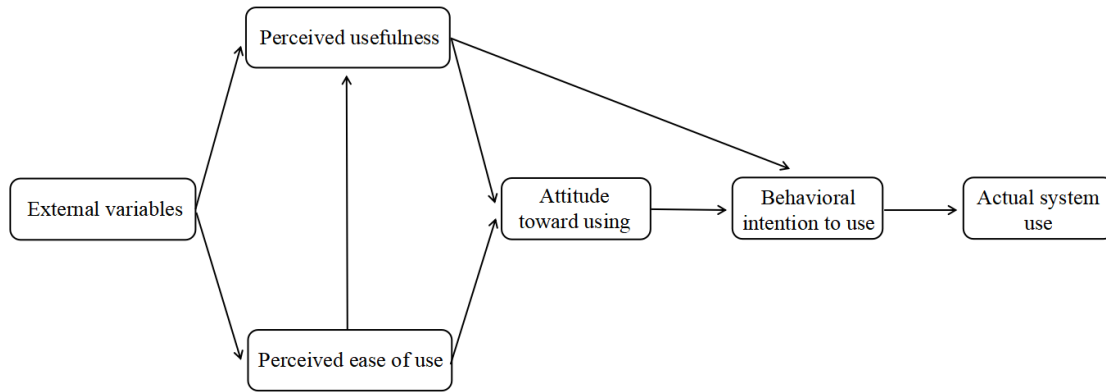 Perceived usefulness
External variables
Attitude
toward using
Behavioral
intention to use
Actual system
use
Perceived ease of use